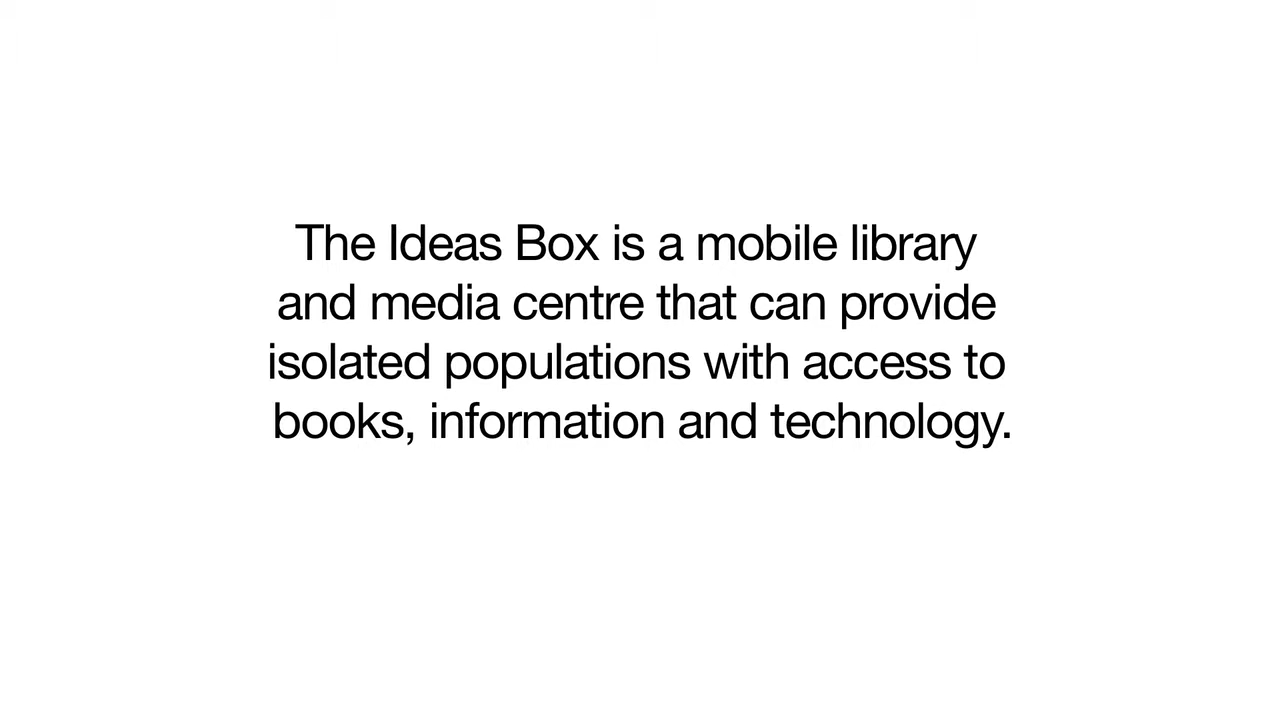 The Ideas Box is a mobile library
and media centre that can provide
isolated populations with access to
books, information and technology.